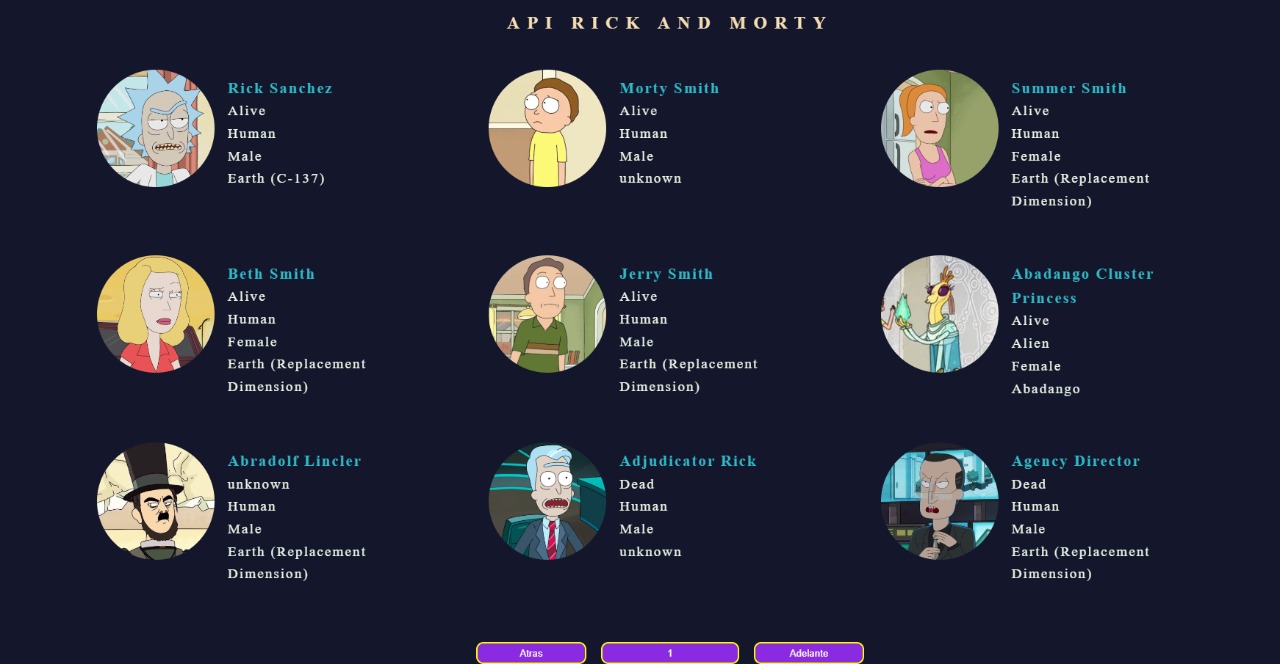 API RICK AND MORTY
Rick Sanchez
Alive
Human
Male
Earth (C-137)
Morty Smith
Alive
Human
Male
unknown
Summer Smith
Alive
Human
Female
Earth (Replacement
Dimension)
Beth Smith
Alive
Human
Female
Earth (Replacement
Dimension)
Jerry Smith
Alive
Human
Male
Earth (Replacement
Dimension)
Abadango Cluster
Princess
Alive
Alien
Female
Abadango
Abradolf Lincler
unknown
Human
Male
Earth (Replacement
Dimension)
Adjudicator Rick
Dead
Human
Male
unknown
Agency Director
Dead
Human
Male
Earth (Replacement
Dimension)
Atras
1
Adelante